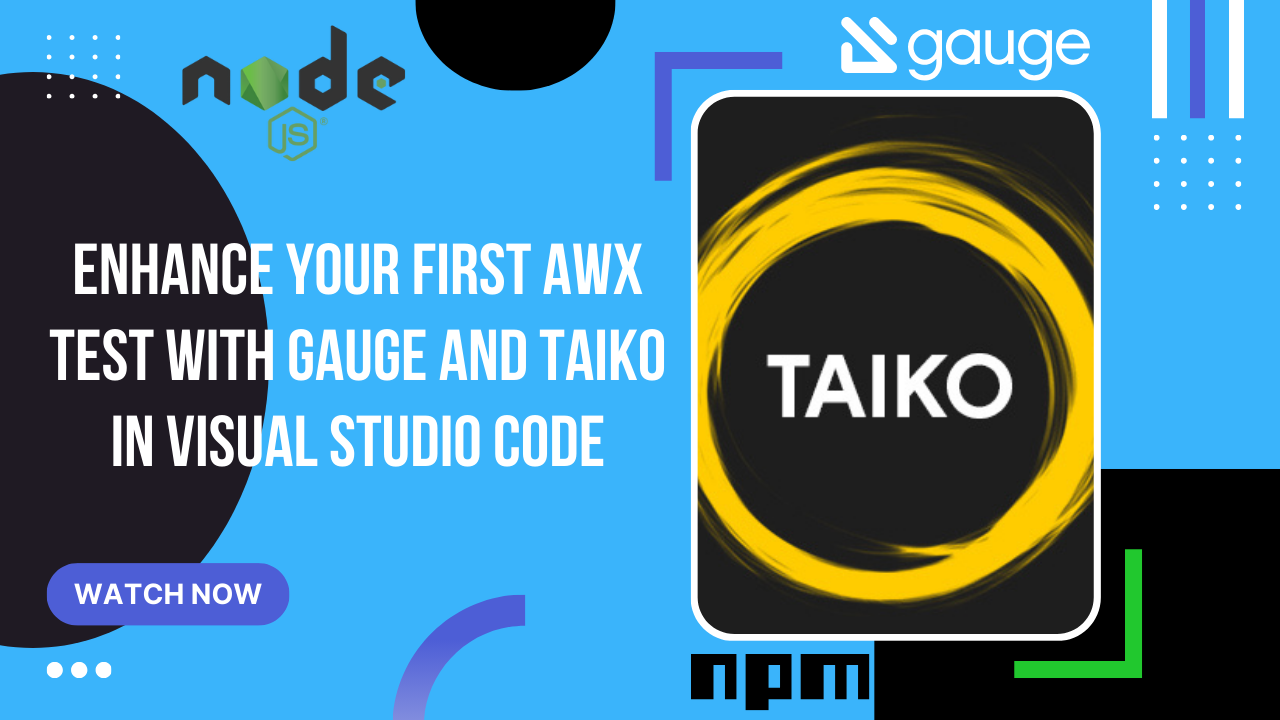 node
JS®
gauge
ENHANCE YOUR FIRST AWX
TEST WITH GAUGE AND TAIKO
IN VISUAL STUDIO CODE
TAIKO
WATCH NOW
npm